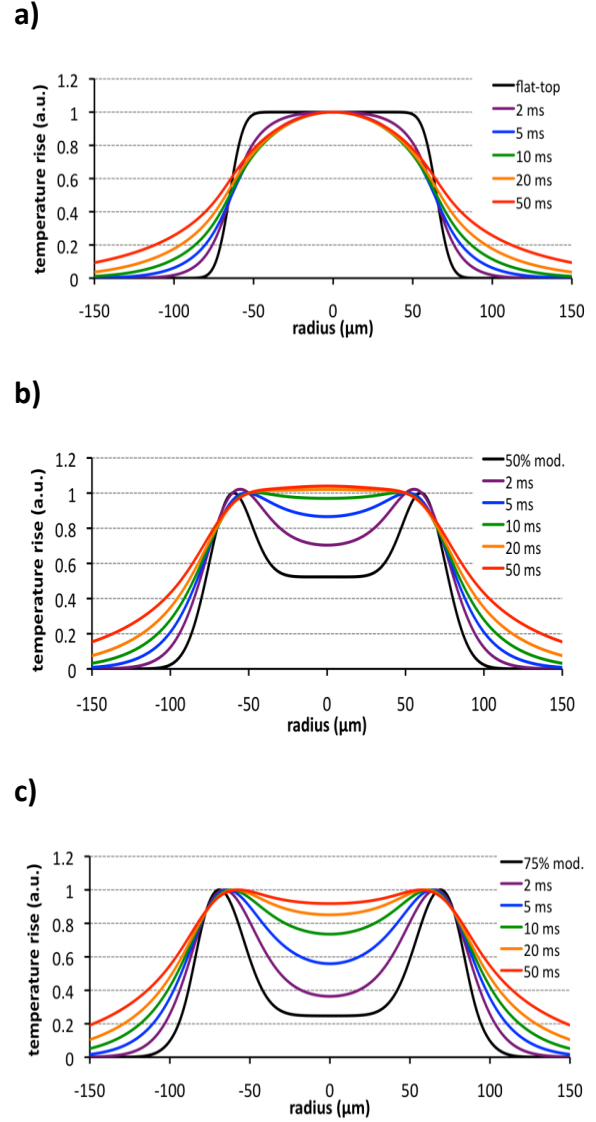 a)
temperature rise (a.u.)
1.2
1
0.8
0.6
0.4
0.2
0
-150 -100 -50 0 50 100 150
radius (µm)
flat-top
2 ms
5 ms
10 ms
20 ms
50 ms
b)
temperature rise (a.u.)
1.2
1
0.8
0.6
0.4
0.2
0
-150 -100 -50 0 50 100 150
radius (µm)
50% mod.
2 ms
5 ms
10 ms
20 ms
50 ms
c)
temperature rise (a.u.)
1.2
1
0.8
0.6
0.4
0.2
0
-150 -100 -50 0 50 100 150
radius (µm)
75% mod.
2 ms
5 ms
10 ms
20 ms
50 ms